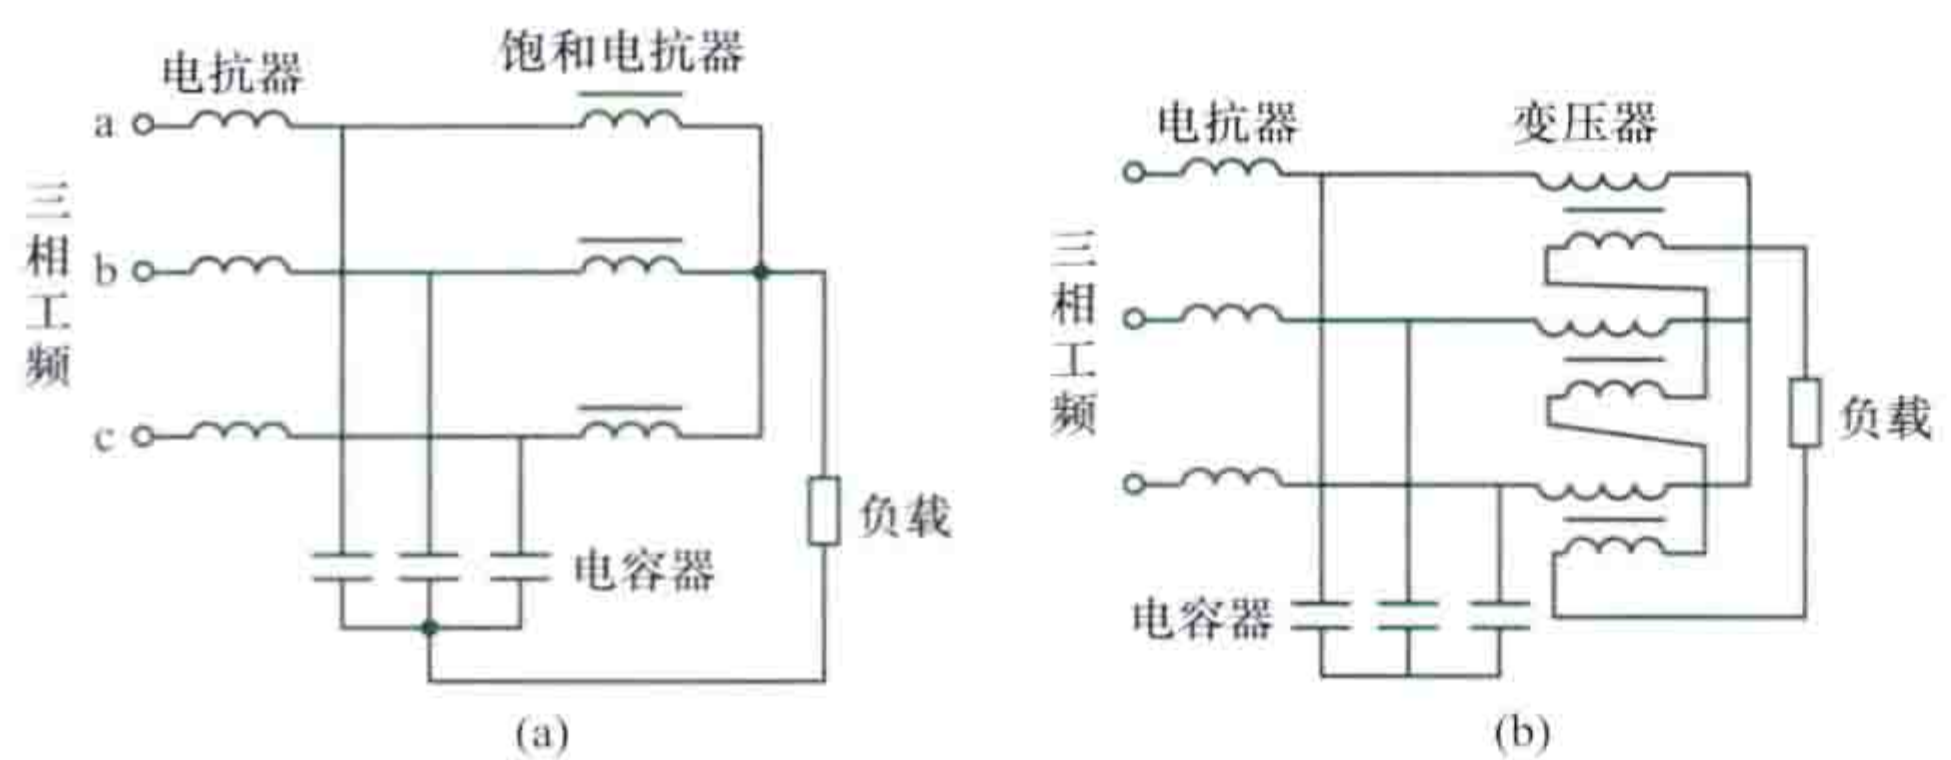 电抗器
饱和电抗器
a
b
c
三相工频
电容器
负载
(a)
电抗器
变压器
三相工频
负载
电容器
(b)